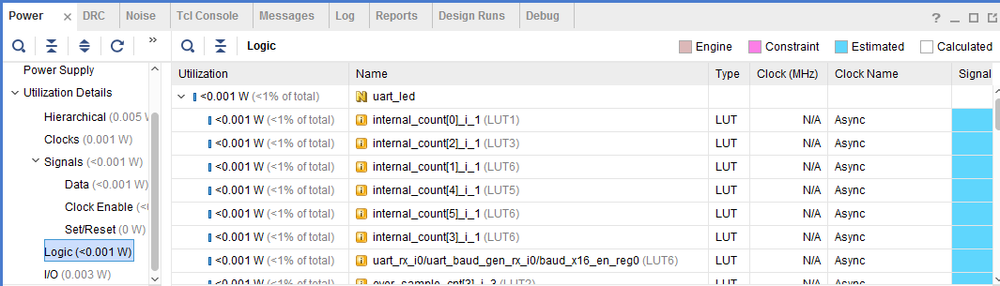 Power × DRC Noise Tcl Console Messages Log Reports Design Runs Debug
? _
»
Logic Engine Constraint Estimated Calculated
Power Supply
Utilization Details
Hierarchical (0.005 W
Clocks (0.001 W)
Signals (<0.001 W)
Data (<0.001 W)
Clock Enable (<0
Set/Reset (0 W)
Logic (<0.001 W)
I/O (0.003 W)
Utilization Name Type Clock (MHz) Clock Name Signal
<0.001 W (<1% of total) N uart_led
<0.001 W (<1% of total) internal_count[0]_i_1 (LUT1) LUT N/A Async
<0.001 W (<1% of total) internal_count[2]_i_1 (LUT3) LUT N/A Async
<0.001 W (<1% of total) internal_count[1]_i_1 (LUT6) LUT N/A Async
<0.001 W (<1% of total) internal_count[4]_i_1 (LUT5) LUT N/A Async
<0.001 W (<1% of total) internal_count[5]_i_1 (LUT6) LUT N/A Async
<0.001 W (<1% of total) internal_count[3]_i_1 (LUT6) LUT N/A Async
<0.001 W (<1% of total) uart_rx_i0/uart_baud_gen_rx_i0/baud_x16_en_reg0 (LUT6) LUT N/A Async
<0.001 W (<1% of total) over_sample_cnt[3]_i_3 (LUT2) LUT N/A Async